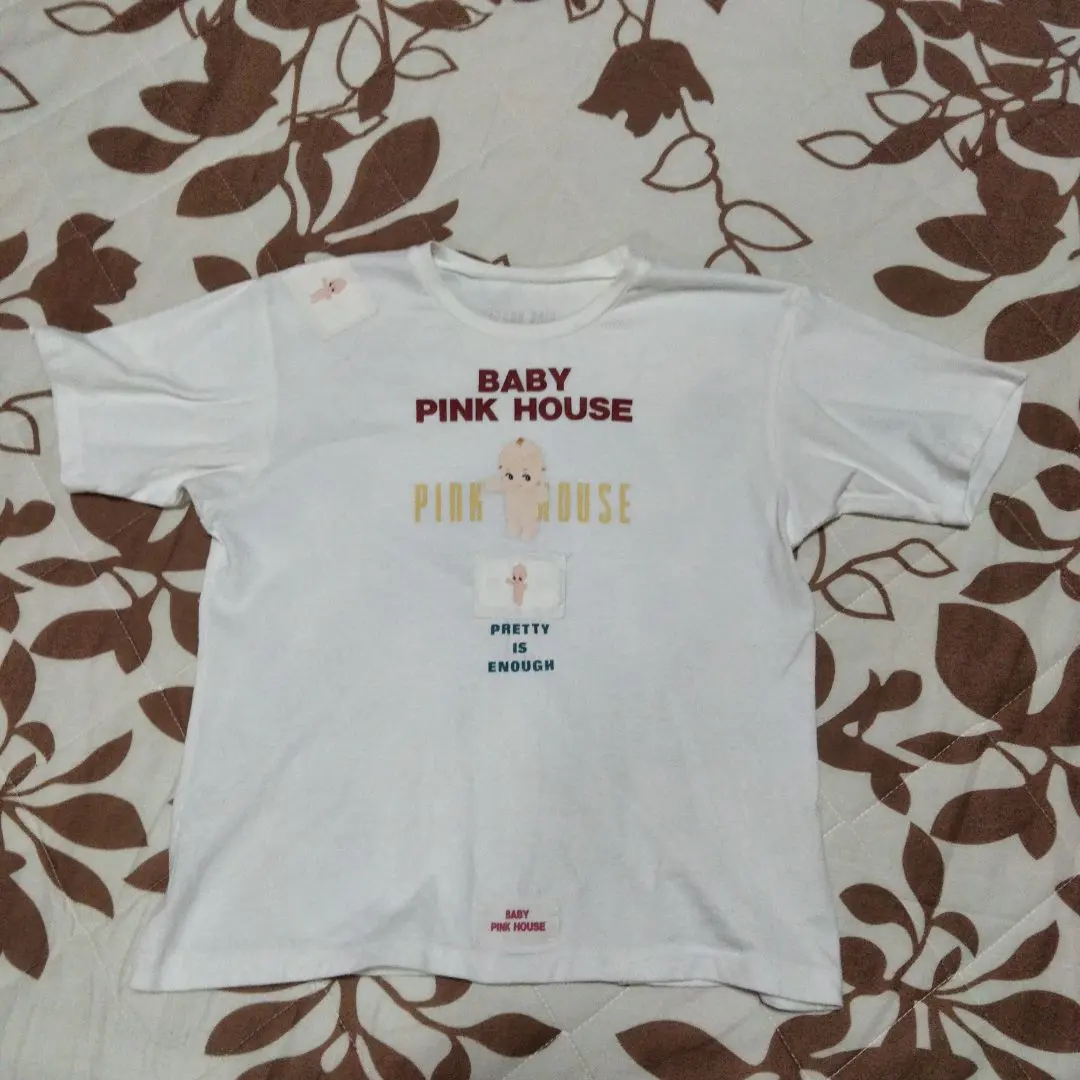 BABY
PINK HOUSE
PINK HOUSE
PRETTY
IS
ENOUGH
BABY
PINK HOUSE